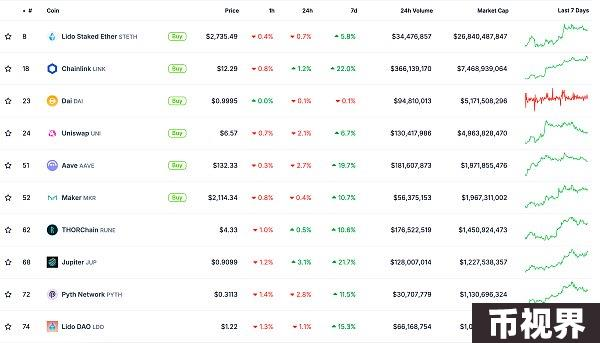 # Coin Price 1h 24h 7d 24h Volume Market Cap Last 7 Days
8 Lido Staked Ether STETH Buy $2,735.49 0.4% 0.7% 5.8% $34,476,857 $26,840,487,847
18 Chainlink LINK Buy $12.29 0.8% 1.2% 22.0% $366,139,170 $7,468,939,064
23 Dai DAI Buy $0.9995 0.0% 0.1% 0.1% $94,810,013 $5,171,508,296
24 Uniswap UNI Buy $6.57 0.7% 2.1% 6.7% $130,417,986 $4,963,828,470
51 Aave AAVE Buy $132.33 0.3% 2.7% 19.7% $181,607,873 $1,971,855,476
52 Maker MKR Buy $2,114.34 0.8% 0.4% 10.7% $56,375,153 $1,967,311,002
62 THORChain RUNE $4.33 1.0% 0.5% 10.6% $176,522,519 $1,450,924,473
68 Jupiter JUP $0.9099 1.2% 3.1% 21.7% $128,007,014 $1,227,538,357
72 Pyth Network PYTH $0.3113 1.4% 2.8% 11.5% $30,707,779 $1,130,696,324
74 Lido DAO LDO $1.22 1.3% 1.1% 15.3% $66,168,754
币视界